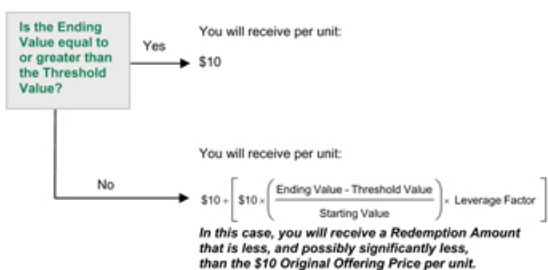 Is the Ending
Value equal to
or greater than
the Threshold
Value?
Yes
You will receive per unit:
$10
No
You will receive per unit:
$10 + [ $10 × ( Ending Value - Threshold Value / Starting Value ) × Leverage Factor ]
In this case, you will receive a Redemption Amount
that is less, and possibly significantly less,
than the $10 Original Offering Price per unit.